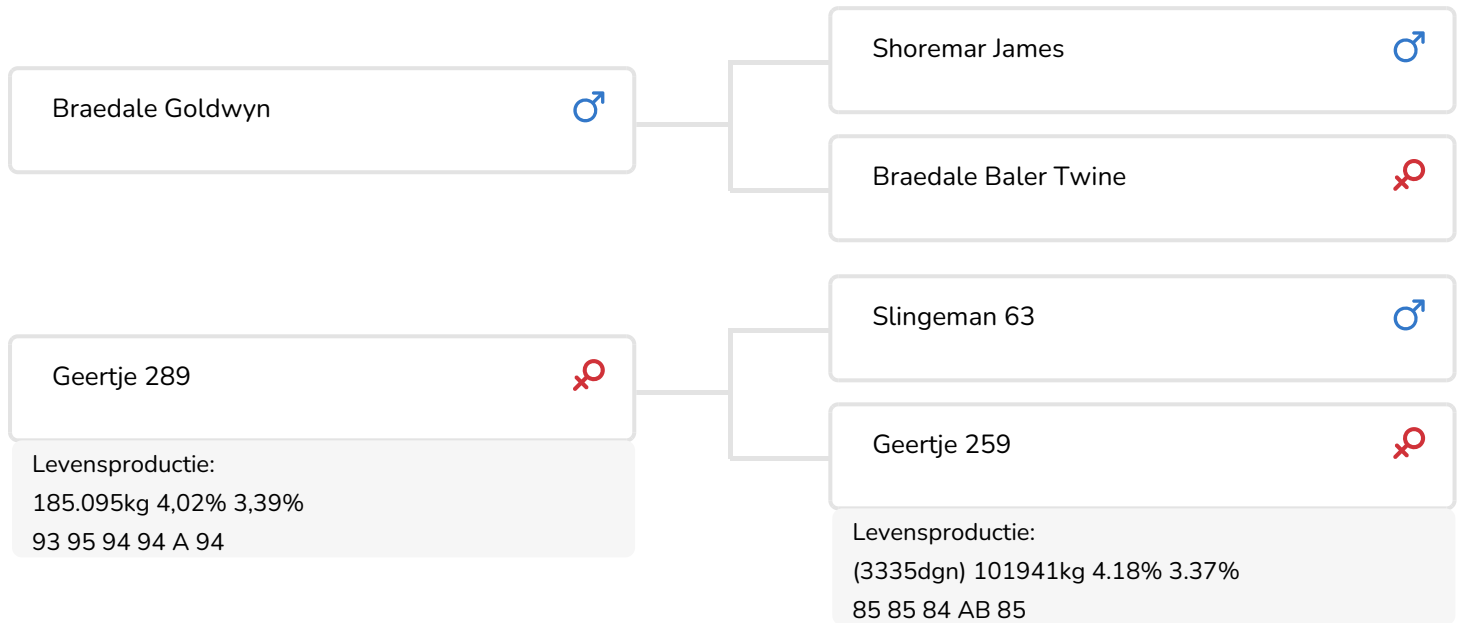 Shoremar James
Braedale Goldwyn
Braedale Baler Twine
Slingeman 63
Geertje 289
Geertje 259
Levensproductie:
185.095kg 4,02% 3,39%
93 95 94 94 A 94
Levensproductie:
(3335dgn) 101941kg 4.18% 3.37%
85 85 84 AB 85